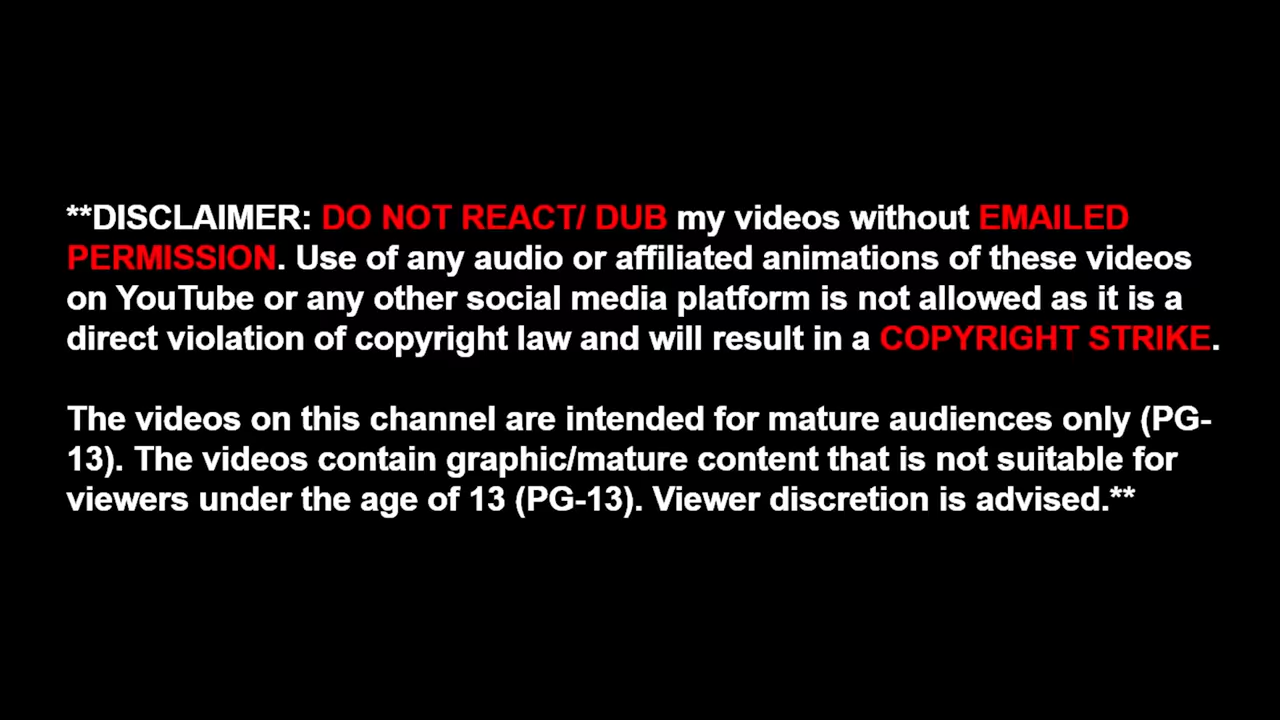 **DISCLAIMER: DO NOT REACT/ DUB my videos without EMAILED
PERMISSION. Use of any audio or affiliated animations of these videos
on YouTube or any other social media platform is not allowed as it is a
direct violation of copyright law and will result in a COPYRIGHT STRIKE.
The videos on this channel are intended for mature audiences only (PG-
13). The videos contain graphic/mature content that is not suitable for
viewers under the age of 13 (PG-13). Viewer discretion is advised.**